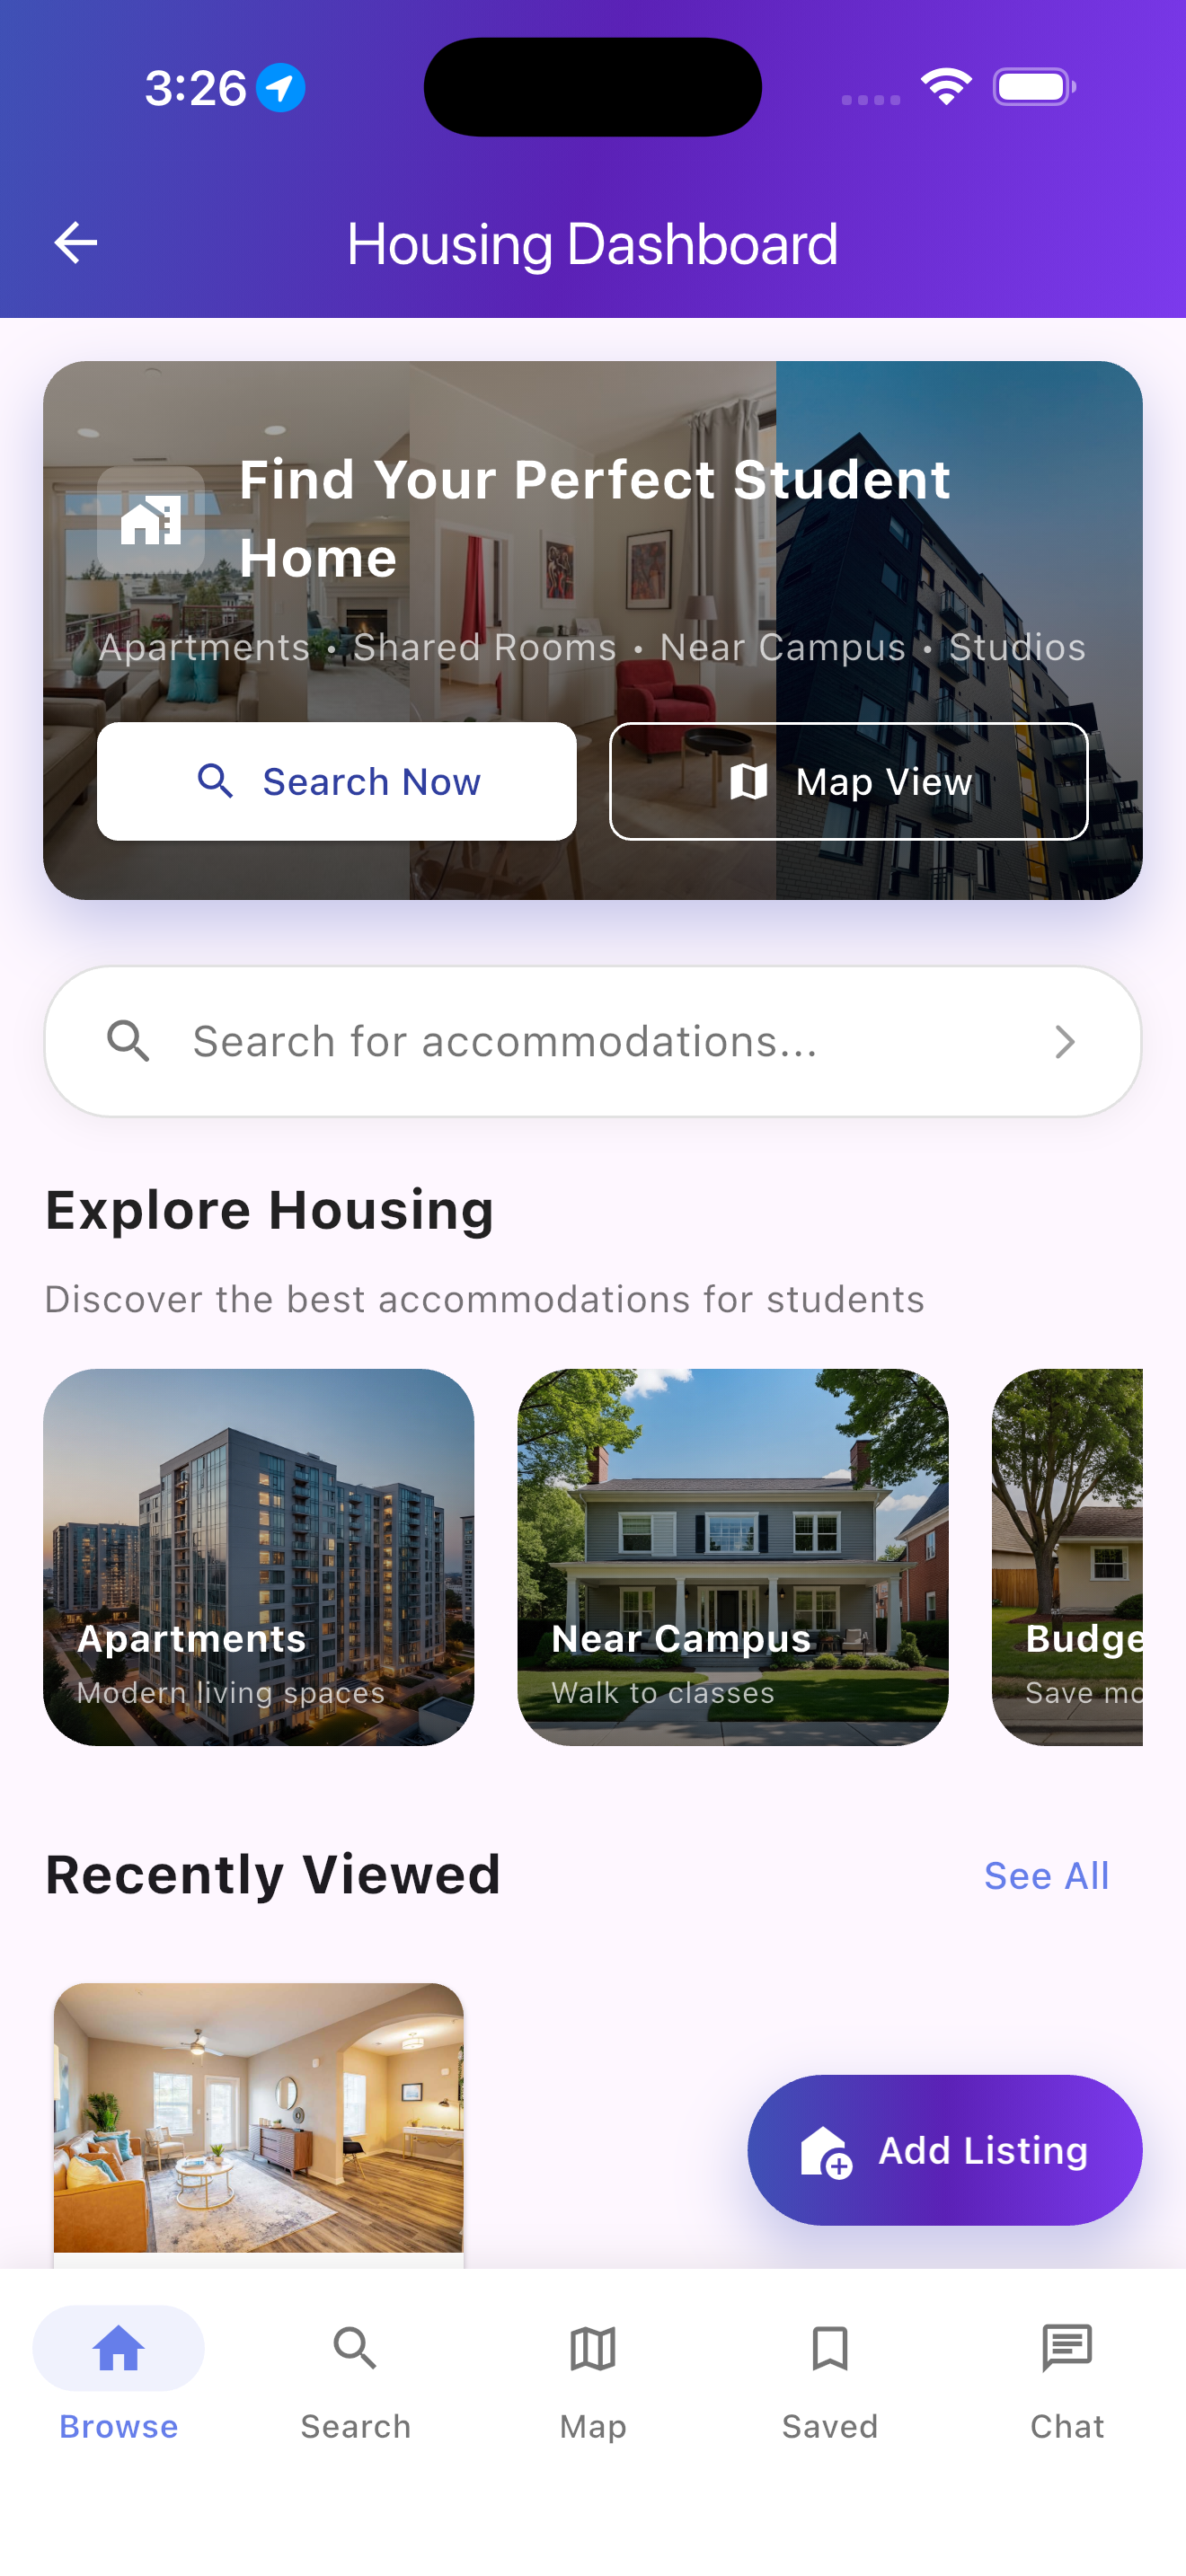 3:26
Housing Dashboard
Find Your Perfect Student
Home
Apartments • Shared Rooms • Near Campus • Studios
Search Now
Map View
Search for accommodations...
Explore Housing
Discover the best accommodations for students
Apartments
Modern living spaces
Near Campus
Walk to classes
Budge
Save mo
Recently Viewed
See All
Add Listing
Browse
Search
Map
Saved
Chat